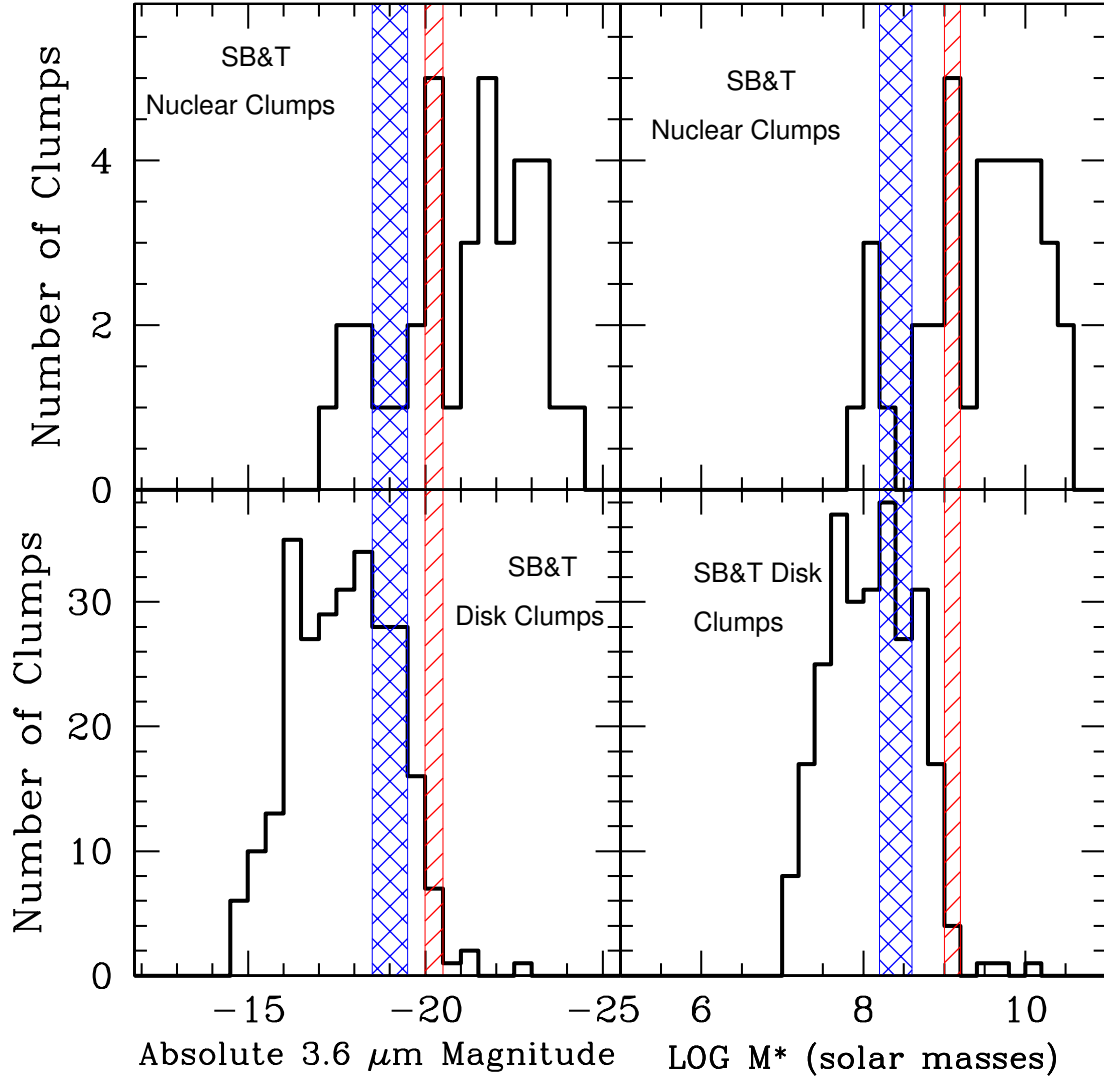 Number of Clumps
4
2
0
SB&T
Nuclear Clumps
SB&T
Nuclear Clumps
Number of Clumps
30
20
10
0
SB&T
Disk Clumps
SB&T Disk
Clumps
−15
−20
−25
6
8
10
Absolute 3.6 μm Magnitude
LOG M* (solar masses)